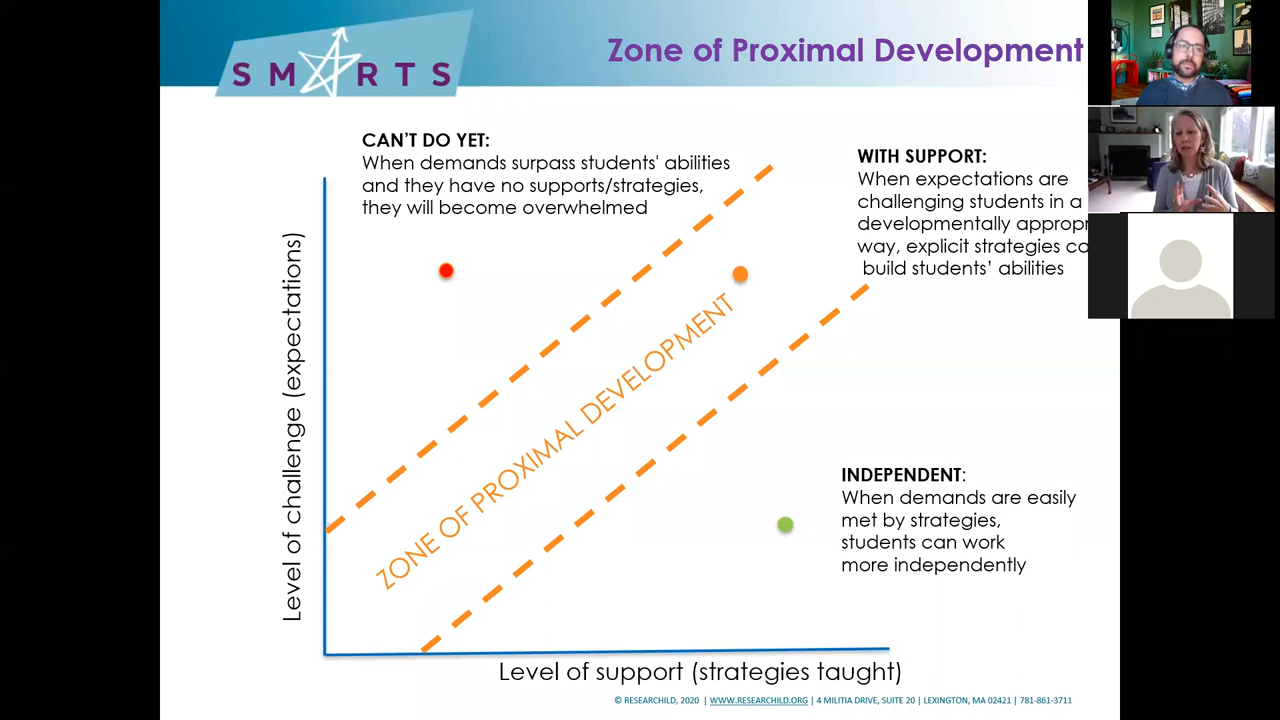 SMARTS
Zone of Proximal Development
CAN'T DO YET:
When demands surpass students' abilities
and they have no supports/strategies,
they will become overwhelmed
WITH SUPPORT:
When expectations are
challenging students in a
developmentally
way, explicit strategies
build students’ abilities
ZONE OF PROXIMAL DEVELOPMENT
Level of challenge (expectations)
INDEPENDENT:
When demands are easily
met by strategies,
students can work
more independently
Level of support (strategies taught)
© RESEARCHILD, 2020 | WWW.RESEARCHILD.ORG | 4 MILITIA DRIVE, SUITE 20 | LEXINGTON, MA 02421 | 781-861-3711